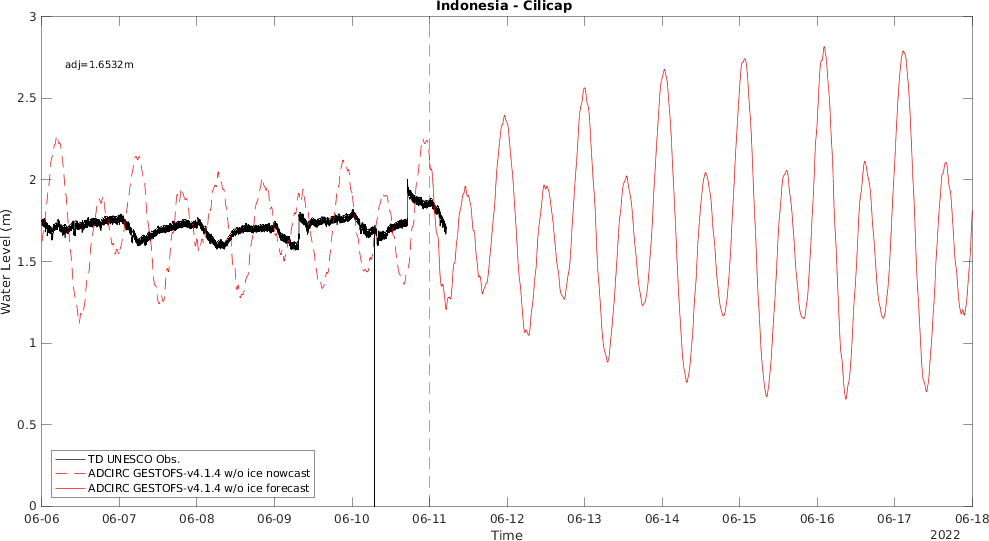 Indonesia - Cilicap
adj=1.6532m
Water Level (m)
3
2.5
2
1.5
1
0.5
0
TD UNESCO Obs.
ADCIRC GESTOFS-v4.1.4 w/o ice nowcast
ADCIRC GESTOFS-v4.1.4 w/o ice forecast
06-06 06-07 06-08 06-09 06-10 06-11 06-12 06-13 06-14 06-15 06-16 06-17 06-18
Time
2022